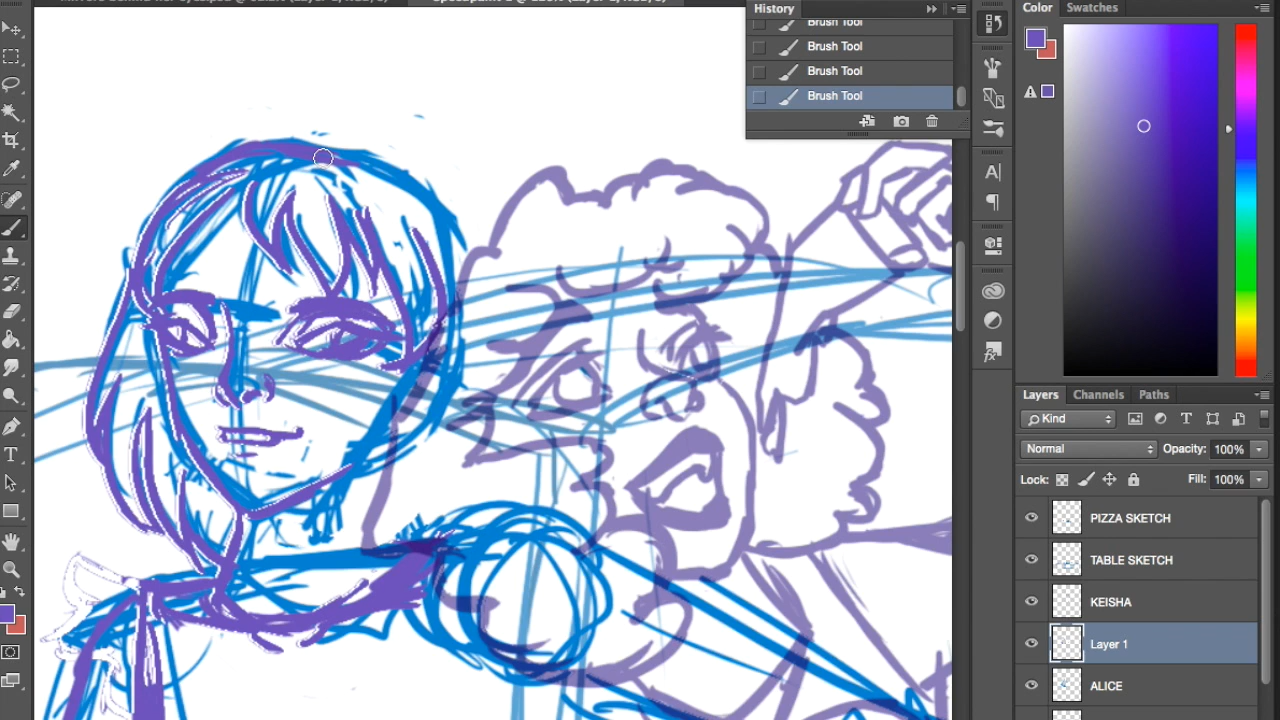 History
Brush Tool
Brush Tool
Brush Tool
Brush Tool
Color
Swatches
Layers
Channels
Paths
Kind
Normal
Opacity: 100%
Lock:
Fill: 100%
PIZZA SKETCH
TABLE SKETCH
KEISHA
Layer 1
ALICE